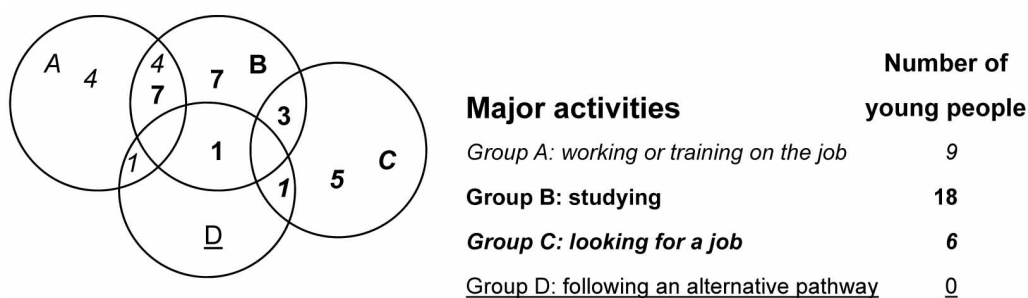 A 4
4
7
7 B
3
1
1
1
5 C
D
Number of
Major activities young people
Group A: working or training on the job 9
Group B: studying 18
Group C: looking for a job 6
Group D: following an alternative pathway 0